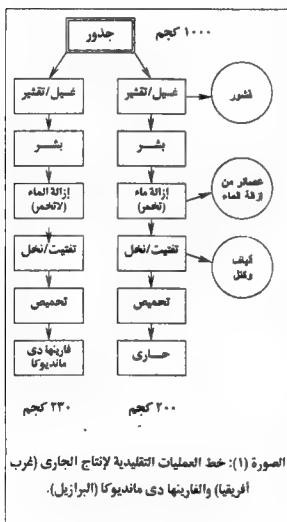 ١٠٠٠ كجم
جذور
غسيل/تقشير
غسيل/تقشير
قشور
بشر
بشر
إزالة ماء
(تخمر)
إزالة الماء
(لاتخمر)
عصائر من
إزالة الماء
تفتيت/نخل
تفتيت/نخل
ألياف
وكتل
تحميص
تحميص
جارى
فارينها دى
مانديوكا
٢٠٠ كجم
٢٣٠ كجم
الصورة (١): خط العمليات التقليدية لإنتاج الجارى (غرب
أفريقيا) والفارينها دى مانديوكا (البرازيل).